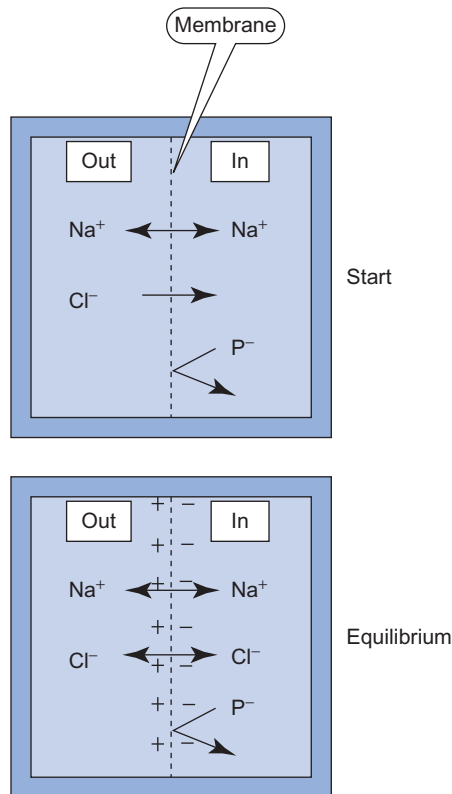 Membrane
Out In
Na⁺ Na⁺
Cl⁻
P⁻
Start
+ −
Out In
+ −
Na⁺ + − Na⁺
+ −
Cl⁻ Cl⁻
+ −
Equilibrium
+ − P⁻
+ −